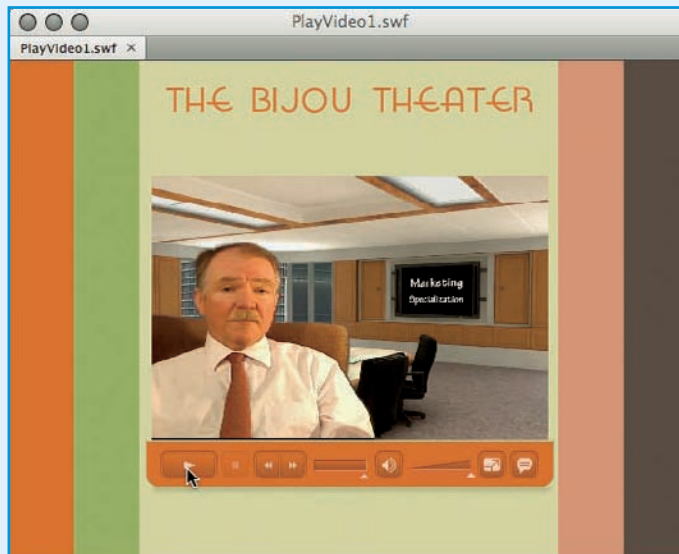 PlayVideo1.swf
PlayVideo1.swf ×
THE BIJOU THEATER
Marketing
Specialization